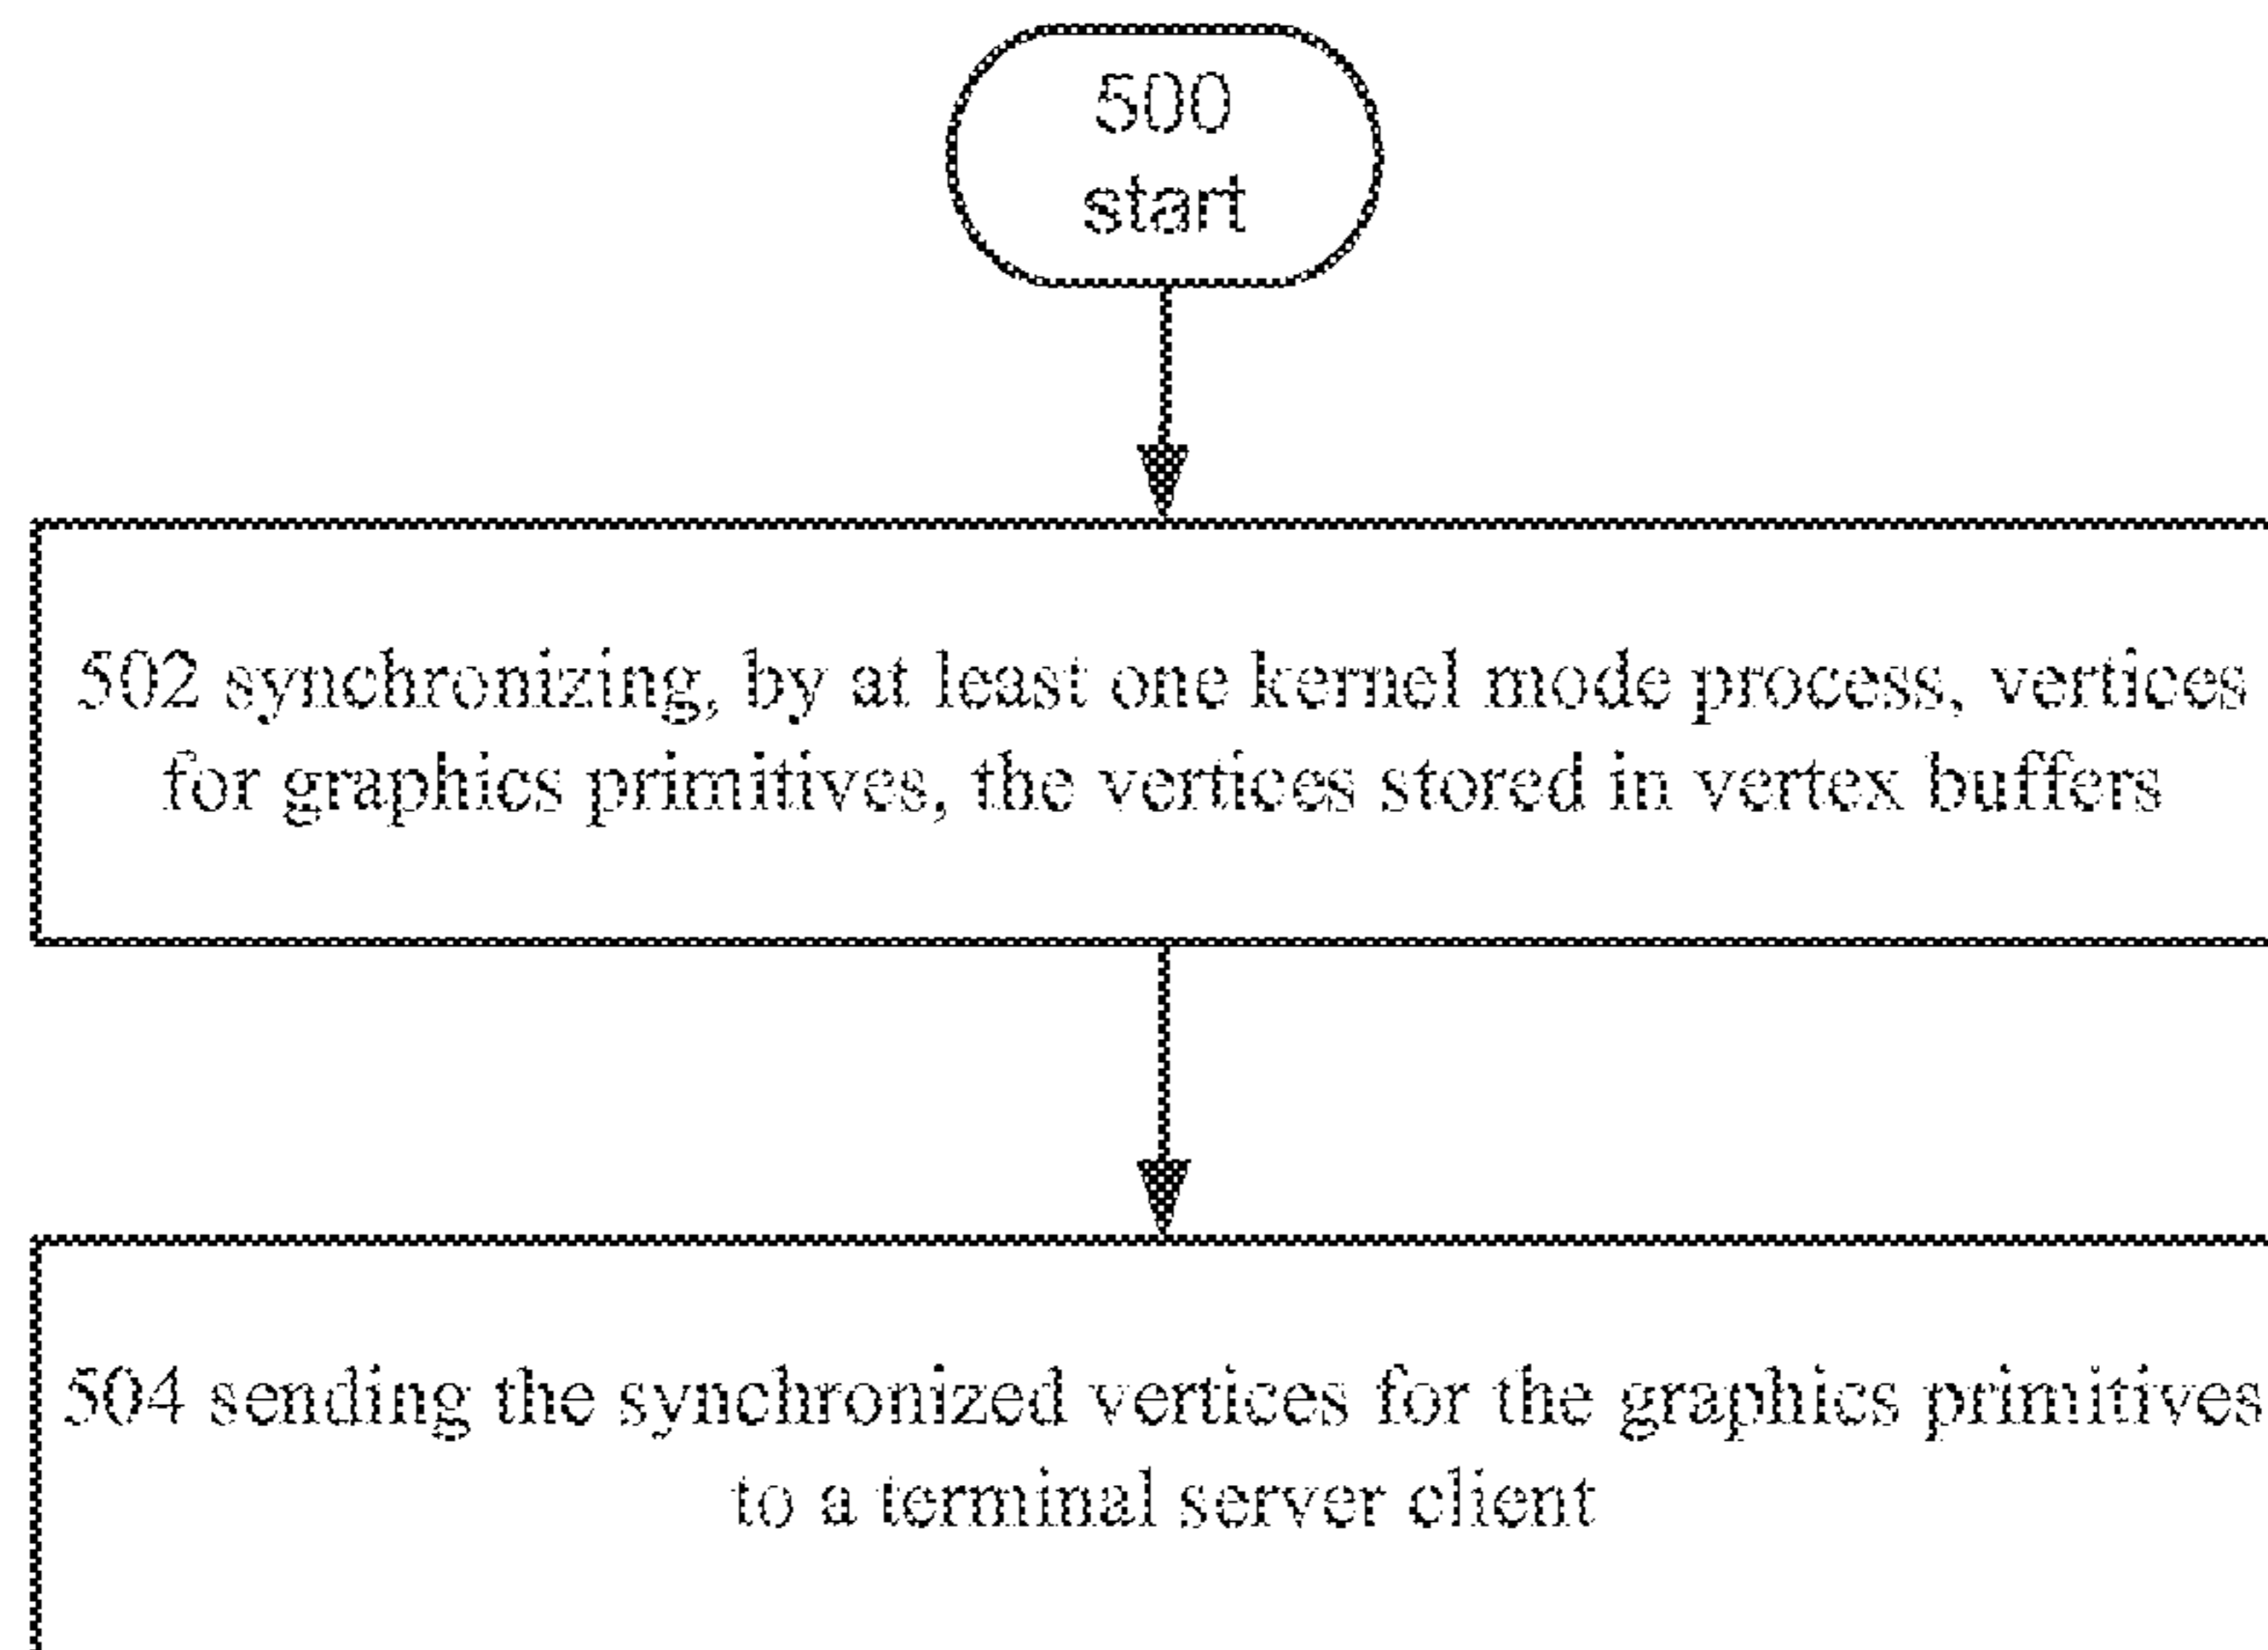 500
start
502 synchronizing, by at least one kernel mode process, vertices
for graphics primitives, the vertices stored in vertex buffers
504 sending the synchronized vertices for the graphics primitives
to a terminal server client